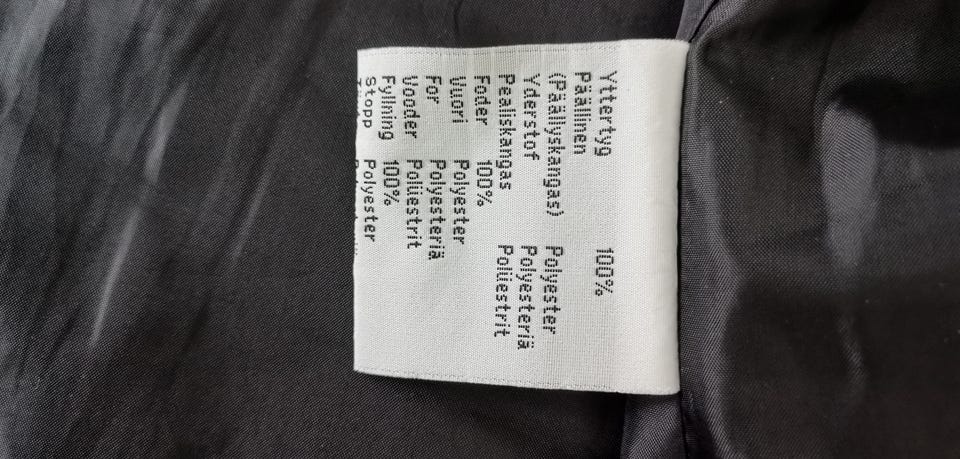 Yttertyg 100%
Päällinen
(Päällyskangas) Polyester
Yderstof Polyesteriä
Pealiskangas Polüestrit
Foder 100%
Vuori Polyester
For Polyesteriä
Vooder Polüestrit
Fyllning 100%
Stopp Polyester